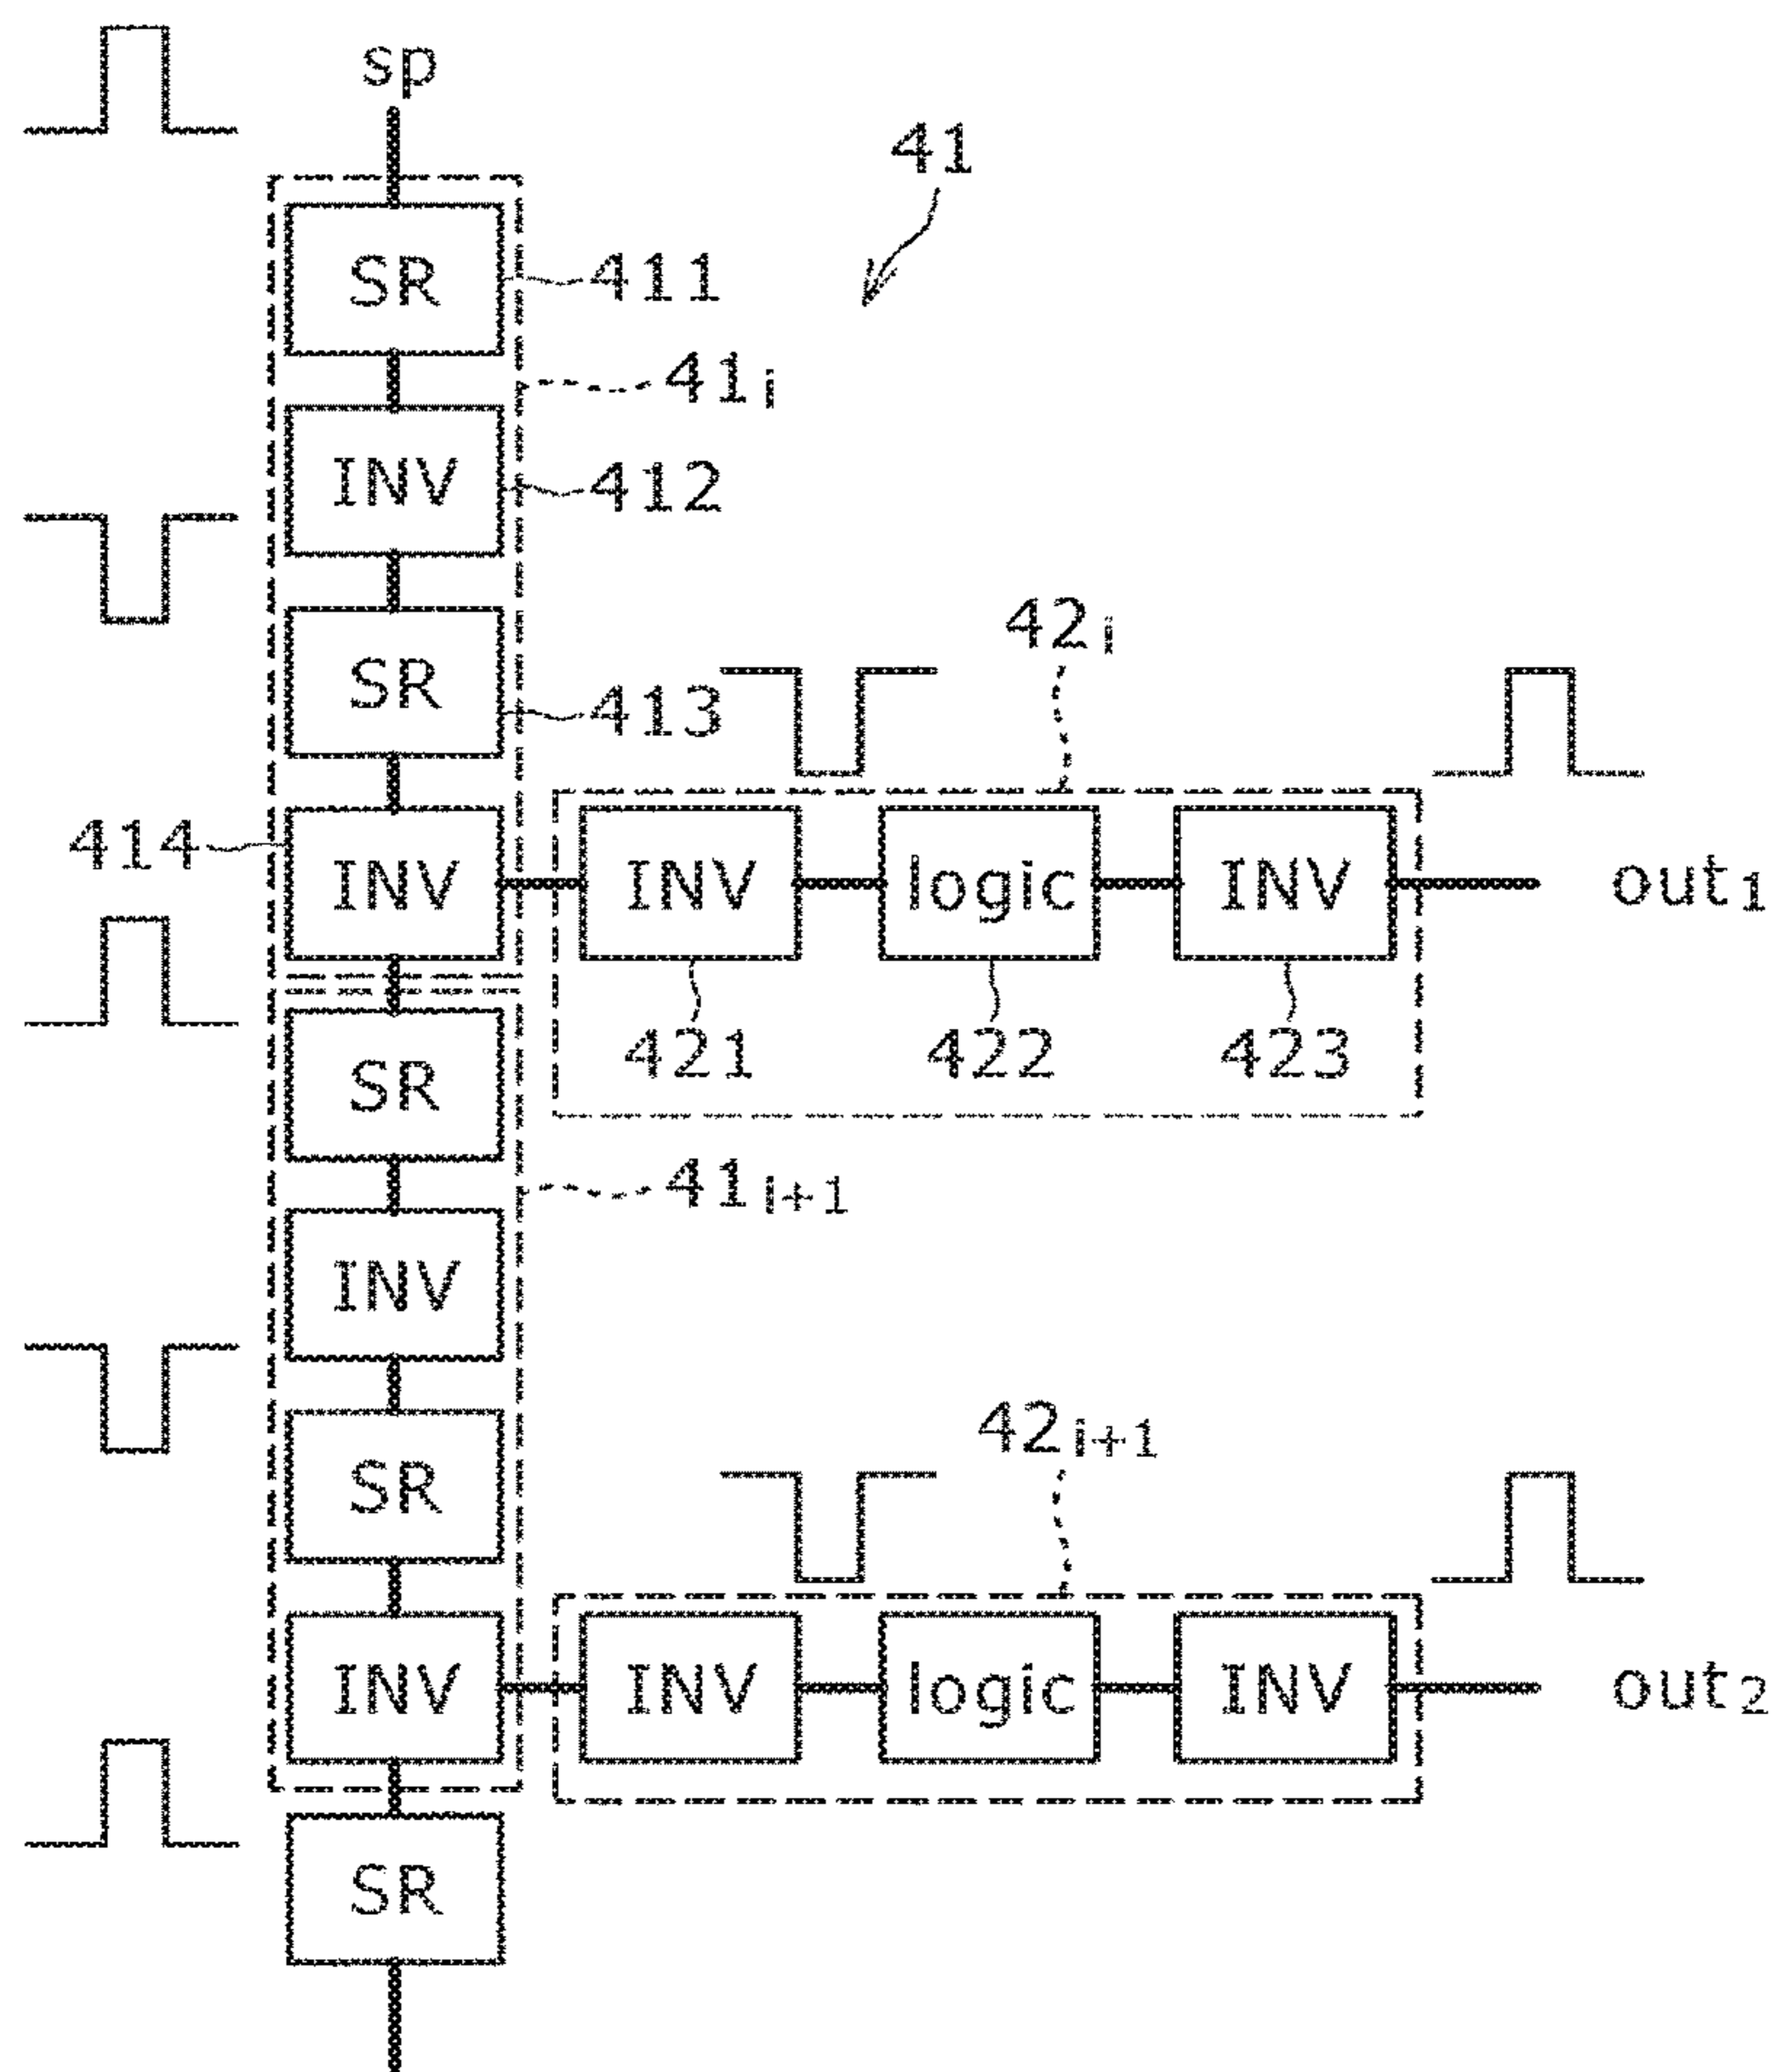 sp
41
SR
411
41i
INV
412
42i
SR
413
414
INV
INV
logic
INV
out1
421
422
423
SR
41i+1
INV
42i+1
SR
INV
INV
logic
INV
out2
SR